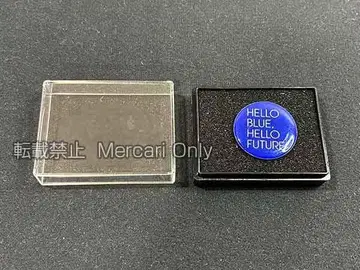 HELLO
BLUE,
HELLO
FUTURE
転載禁止 Mercari Only